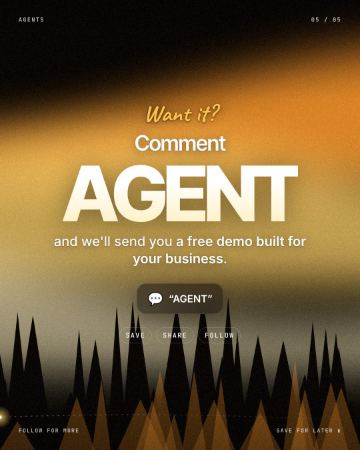 AGENTS
05 / 05
Want it?
Comment
AGENT
and we'll send you a free demo built for
your business.
💬 “AGENT”
SAVE SHARE FOLLOW
FOLLOW FOR MORE
SAVE FOR LATER